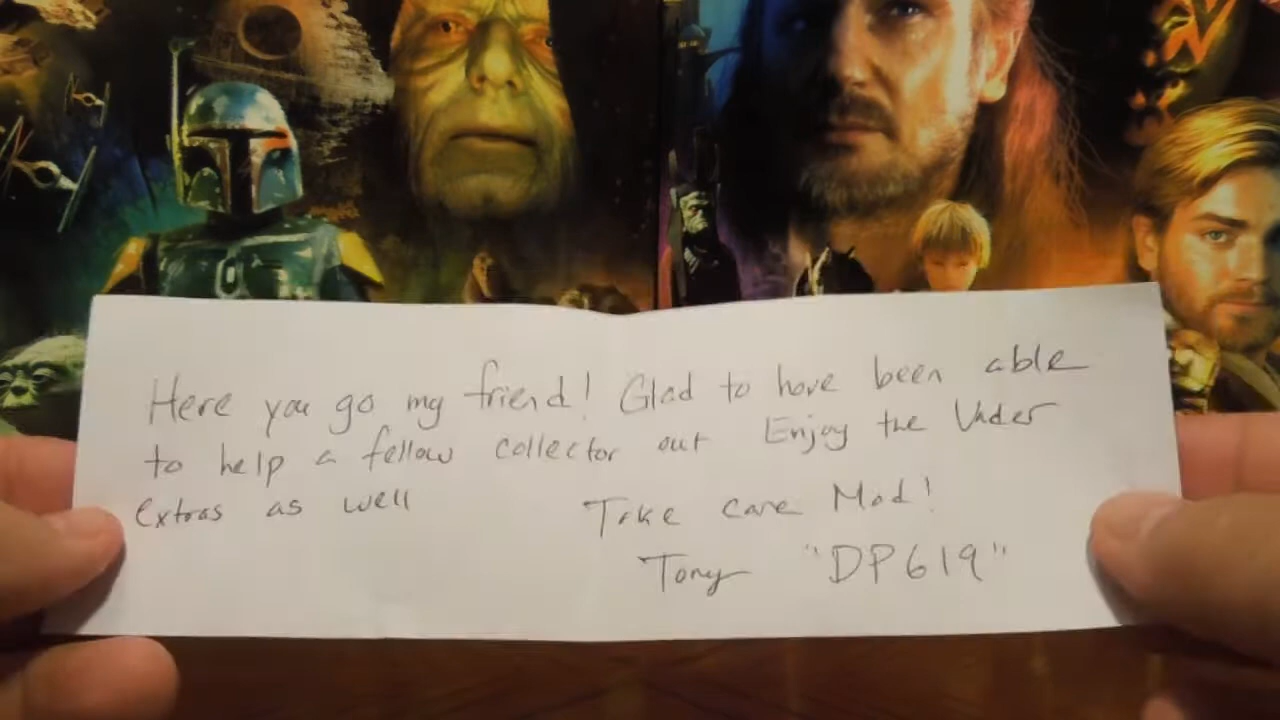 Here you go my friend! Glad to have been able
to help a fellow collector out Enjoy the Vader
extras as well
Take care Mod!
Tony "DP619"